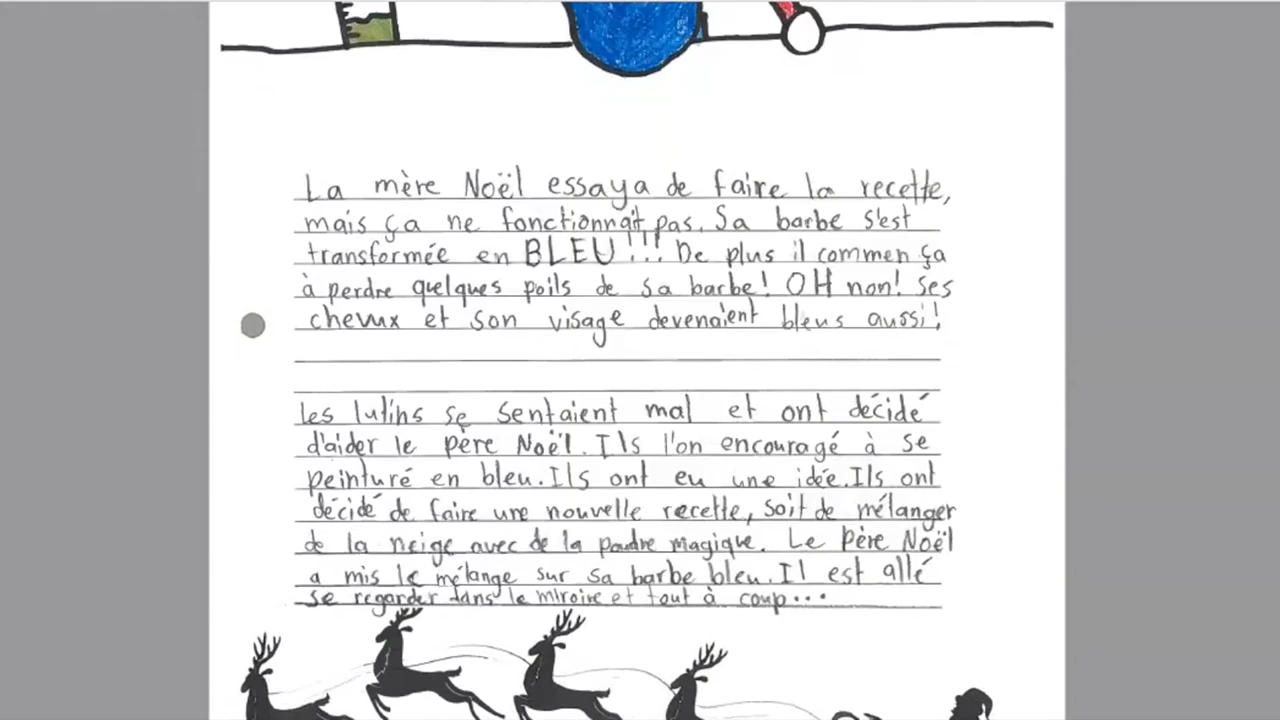 La mère Noël essaya de faire la recette,
mais ça ne fonctionnait pas. Sa barbe s'est
transformée en BLEU!!! De plus il commença
à perdre quelques poils de sa barbe! OH non! Ses
chevux et son visage devenaient bleus aussi!
Les lutins se sentaient mal et ont décidé
d'aider le père Noël. Ils l'on encouragé à se
peinturé en bleu. Ils ont eu une idée. Ils ont
décidé de faire une nouvelle recette, soit de mélanger
de la neige avec de la poudre magique. Le Père Noël
a mis le mélange sur sa barbe bleu. Il est allé
se regarder dans le miroire et tout à coup...